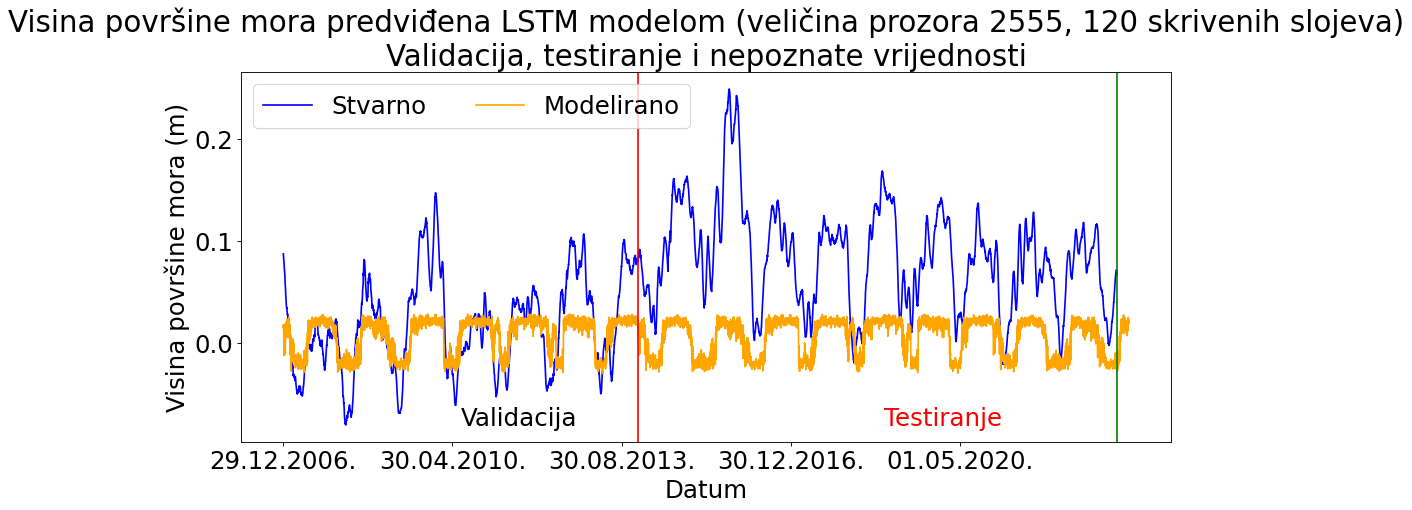 Visina površine mora predviđena LSTM modelom (veličina prozora 2555, 120 skrivenih slojeva)
Validacija, testiranje i nepoznate vrijednosti
Stvarno
Modelirano
Visina površine mora (m)
0.2
0.1
0.0
Validacija
Testiranje
29.12.2006.
30.04.2010.
30.08.2013.
30.12.2016.
01.05.2020.
Datum